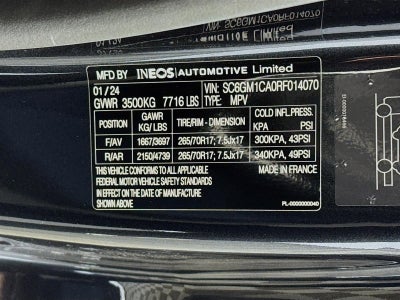 MFD BY INEOS AUTOMOTIVE Limited
01 / 24 VIN: SC6GM1CA0RF014070
GVWR 3500KG 7716 LBS TYPE: MPV
POSITION GAWR KG/ LBS TIRE/RIM - DIMENSION COLD INFL.PRESS. KPA PSI
F/AV 1667/3697 265/70R17; 7.5Jx17 300KPA, 43PSI
R/AR 2150/4739 265/70R17; 7.5Jx17 340KPA, 49PSI
THIS VEHICLE CONFORMS TO ALL APPLICABLE MADE IN FRANCE
FEDERAL MOTOR VEHICLE SAFETY STANDARDS
IN EFFECT ON THE DATE OF MANUFACTURE
SHOWN ABOVE
PL-0000000040